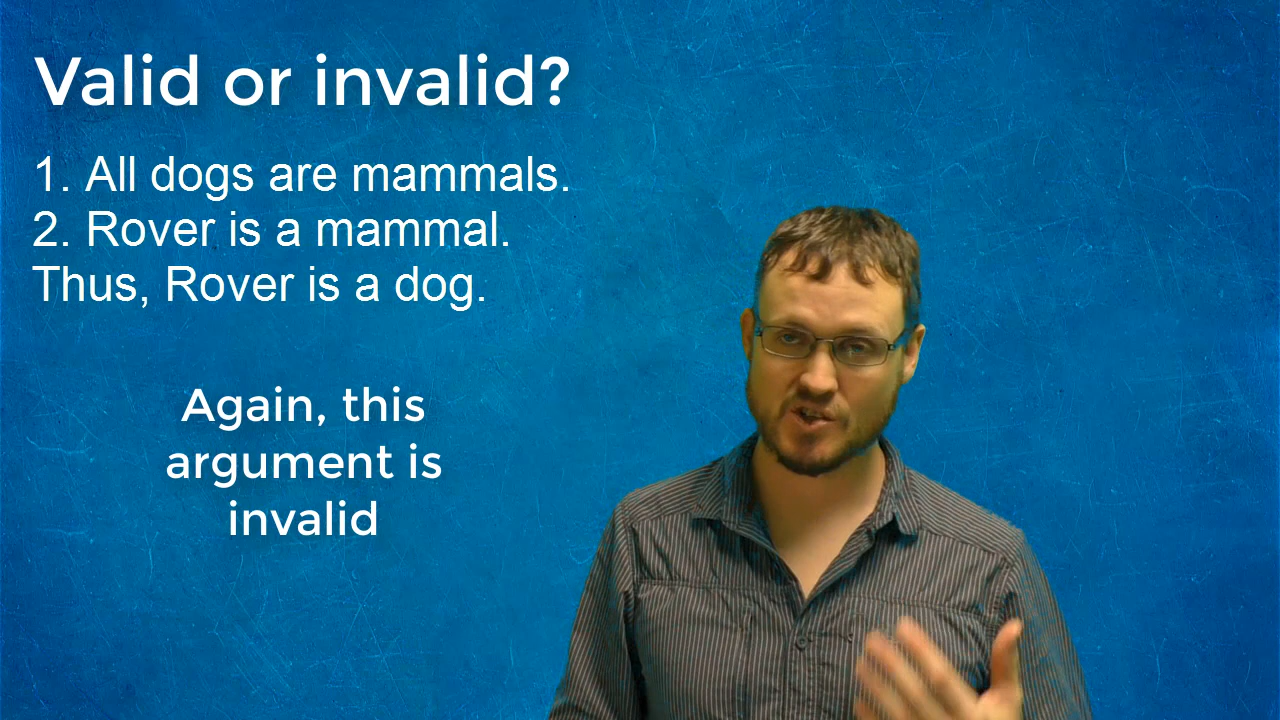 Valid or invalid?
1. All dogs are mammals.
2. Rover is a mammal.
Thus, Rover is a dog.
Again, this
argument is
invalid